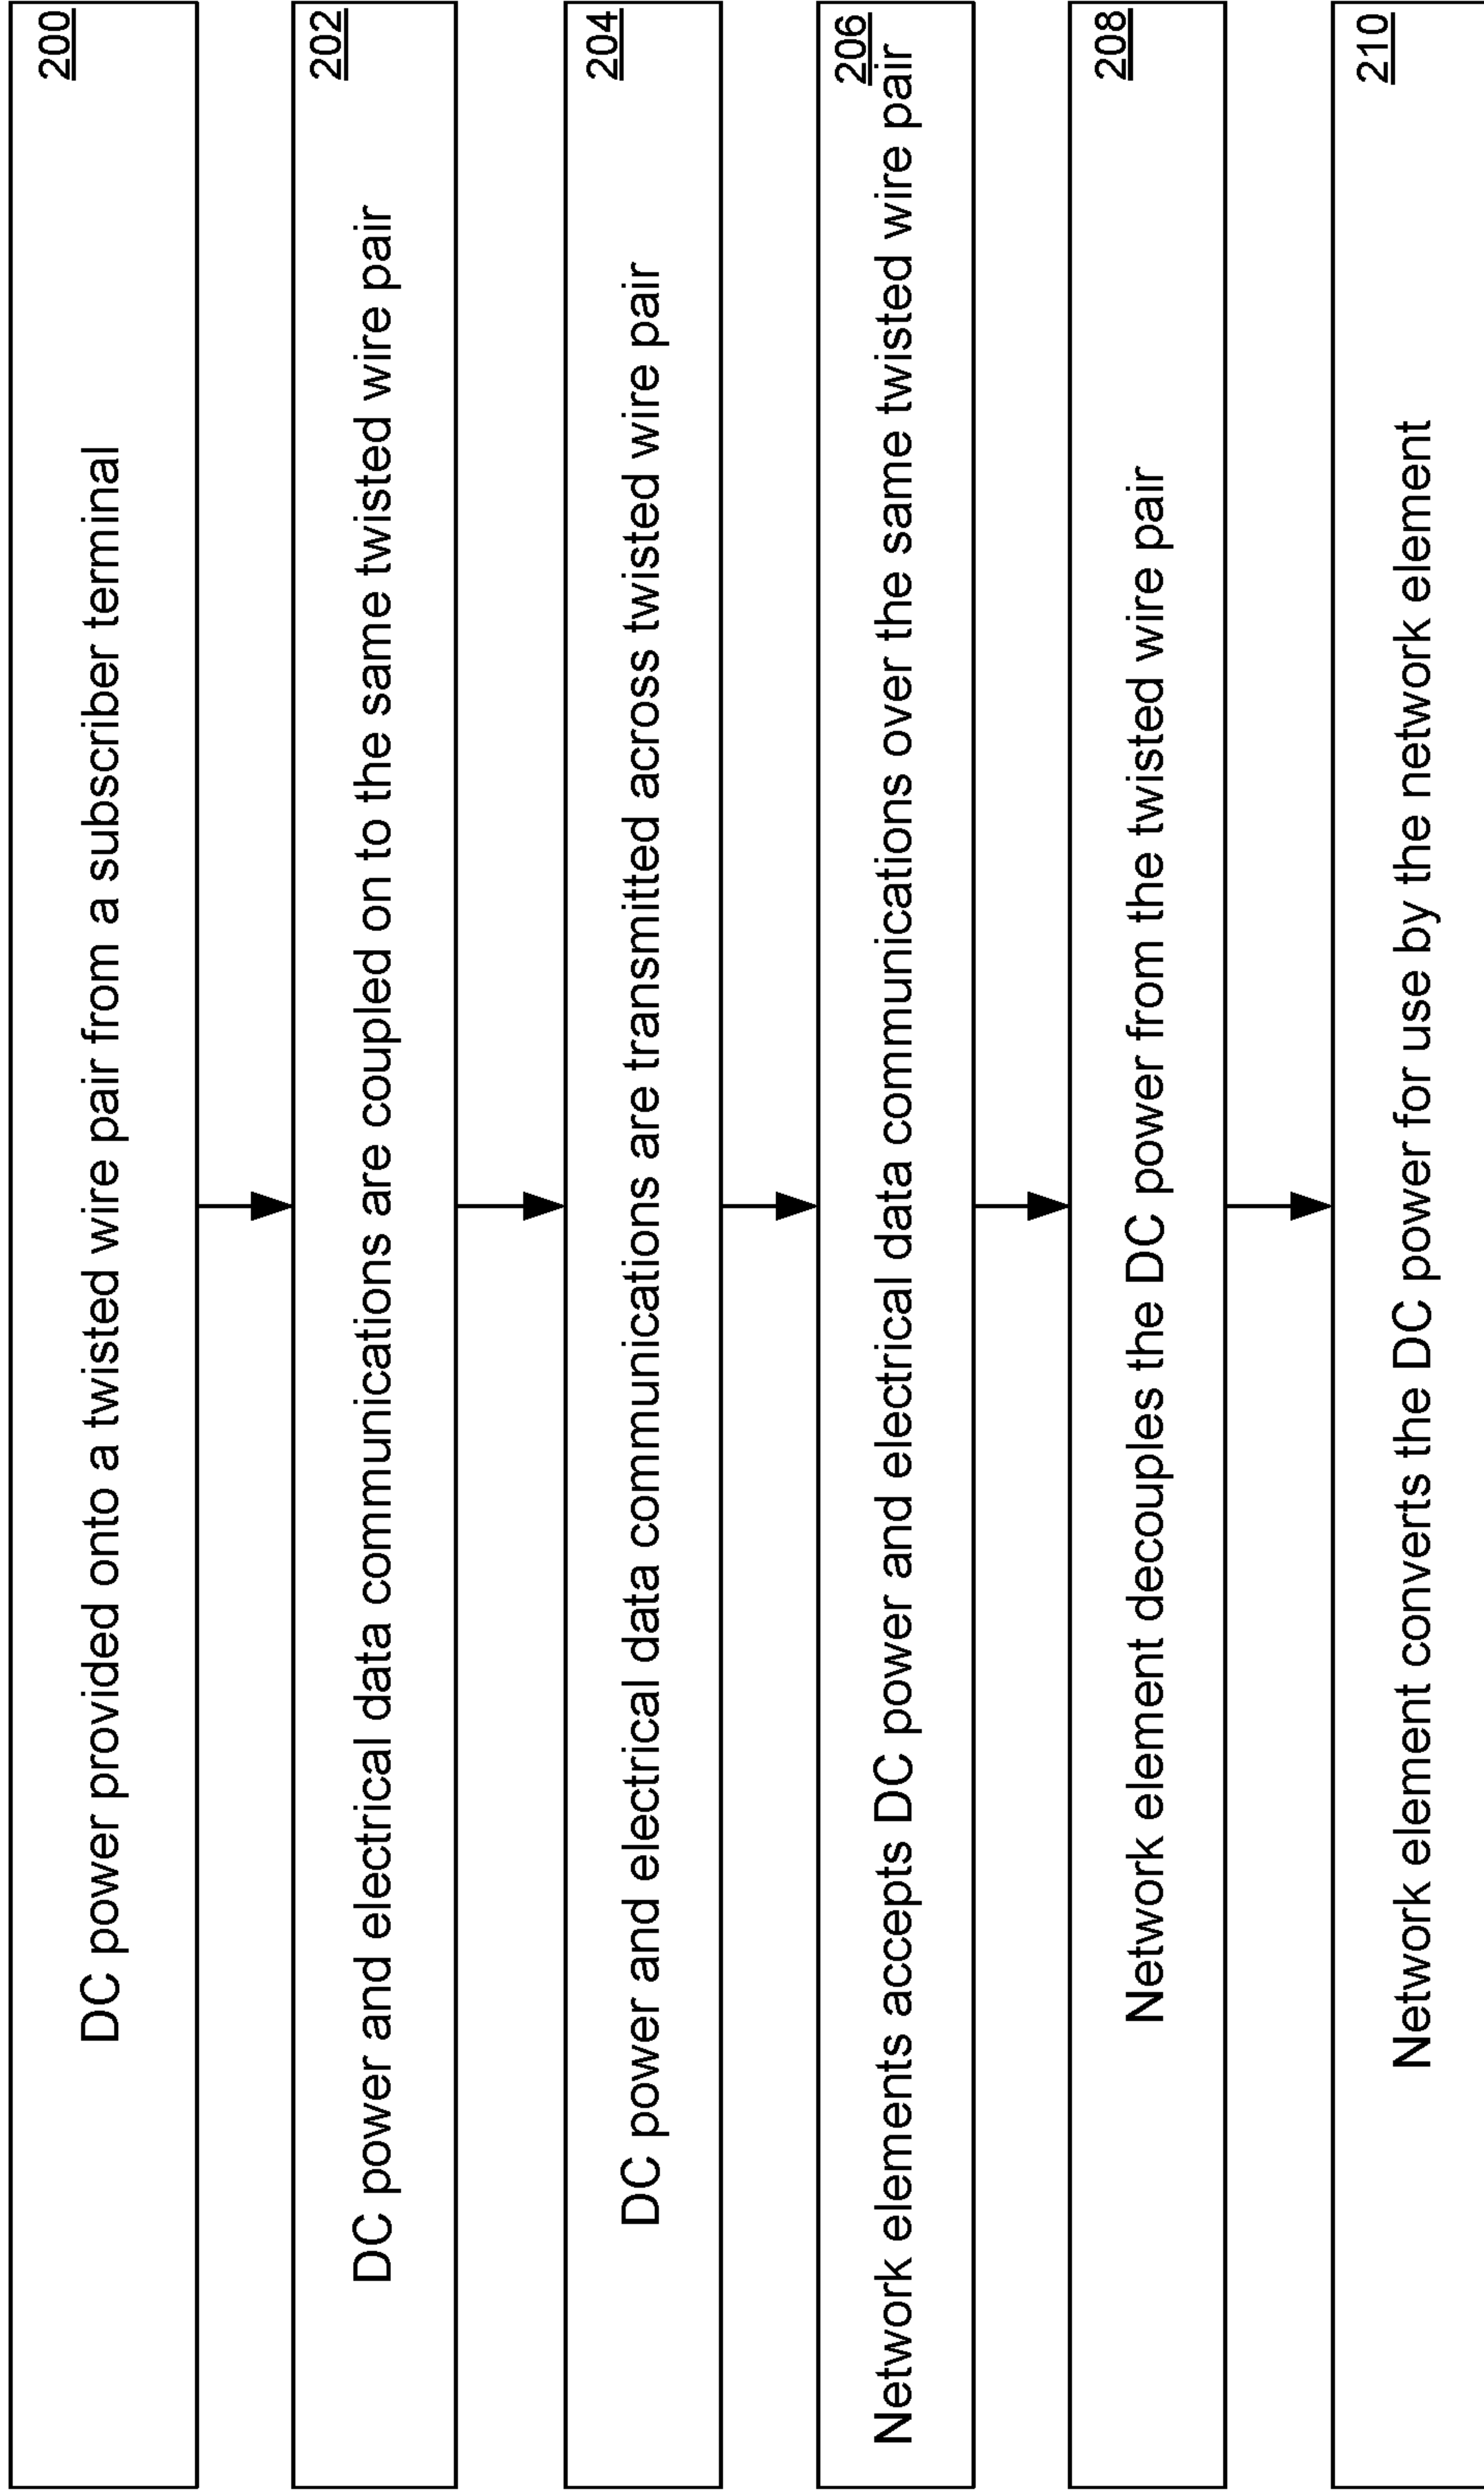 200
DC power provided onto a twisted wire pair from a subscriber terminal
202
DC power and electrical data communications are coupled on to the same twisted wire pair
204
DC power and electrical data communications are transmitted across twisted wire pair
206
Network elements accepts DC power and electrical data communications over the same twisted wire pair
208
Network element decouples the DC power from the twisted wire pair
210
Network element converts the DC power for use by the network element